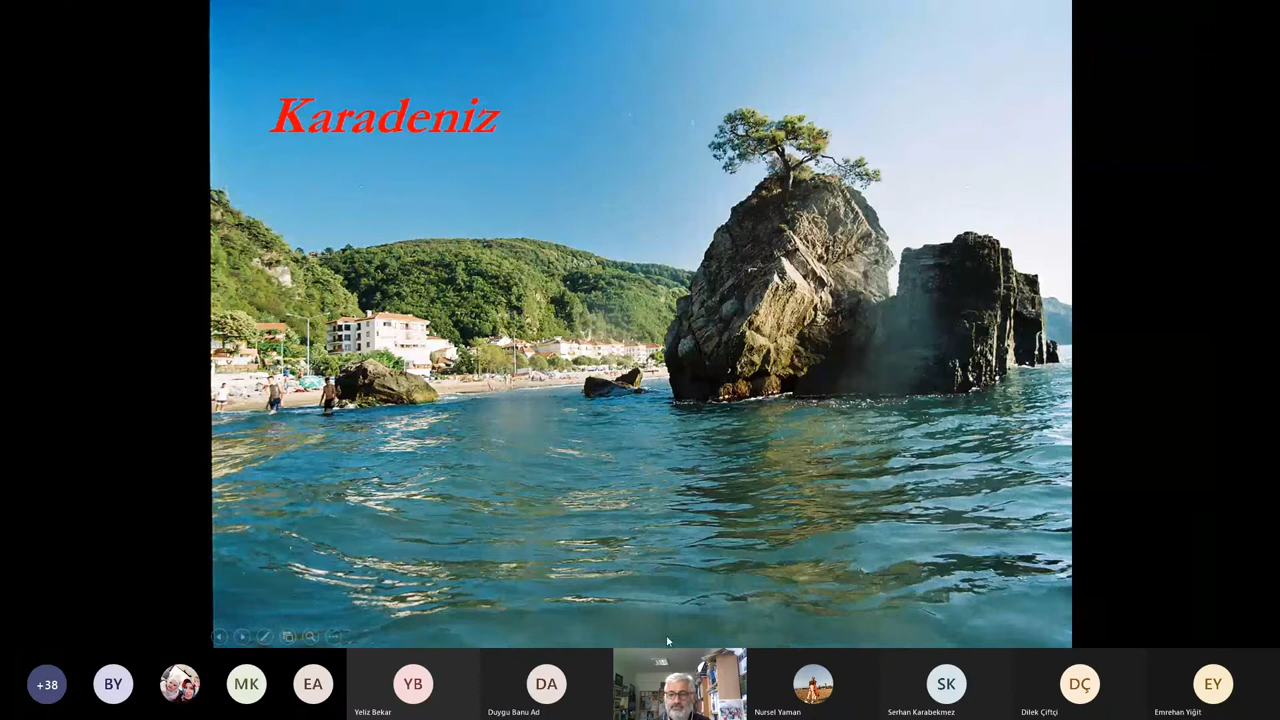 Karadeniz
+38
BY
MK
EA
YB
DA
SK
DÇ
EY
Yeliz Bekar
Duygu Banu Ad
Nursel Yaman
Serhan Karabekmez
Dilek Çiftçi
Emrehan Yiğit